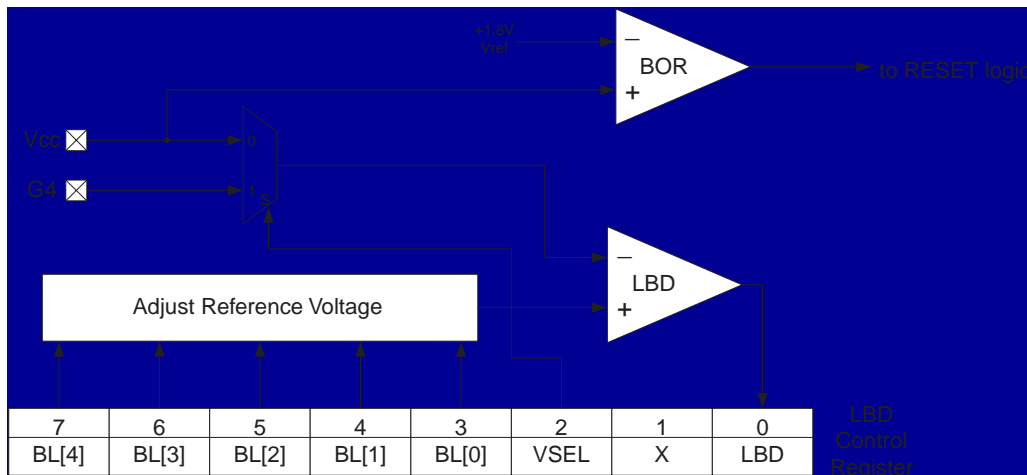 +1.8V
Vref
−
BOR
+
to RESET logic
Vcc
0
G4
1
S
−
LBD
+
Adjust Reference Voltage
7 6 5 4 3 2 1 0
BL[4] BL[3] BL[2] BL[1] BL[0] VSEL X LBD
LBD
Control
Register